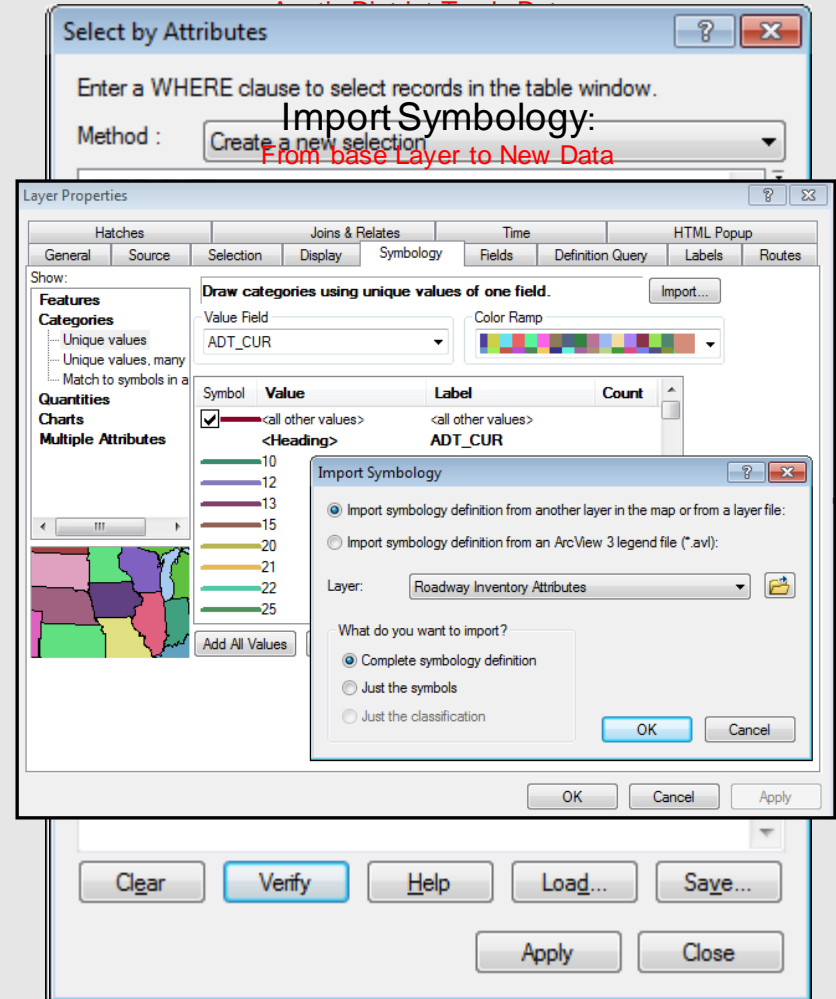 Select by Attributes
Enter a WHERE clause to select records in the table window.
Import Symbology:
Method : Create a new selection
From base Layer to New Data
Layer Properties
Hatches Joins & Relates Time HTML Popup
General Source Selection Display Symbology Fields Definition Query Labels Routes
Show:
Features
Categories
Unique values
Unique values, many
Match to symbols in a
Quantities
Charts
Multiple Attributes
Draw categories using unique values of one field.
Import...
Value Field
ADT_CUR
Color Ramp
Symbol Value Label Count
<all other values> <all other values>
<Heading> ADT_CUR
10
12
13
15
20
21
22
25
Add All Values
Import Symbology
Import symbology definition from another layer in the map or from a layer file:
Import symbology definition from an ArcView 3 legend file (*.avl):
Layer: Roadway Inventory Attributes
What do you want to import?
Complete symbology definition
Just the symbols
Just the classification
OK Cancel
OK Cancel Apply
Clear Verify Help Load... Save...
Apply Close